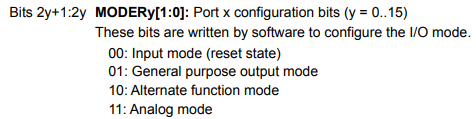 Bits 2y+1:2y MODERy[1:0]: Port x configuration bits (y = 0..15)
These bits are written by software to configure the I/O mode.
00: Input mode (reset state)
01: General purpose output mode
10: Alternate function mode
11: Analog mode